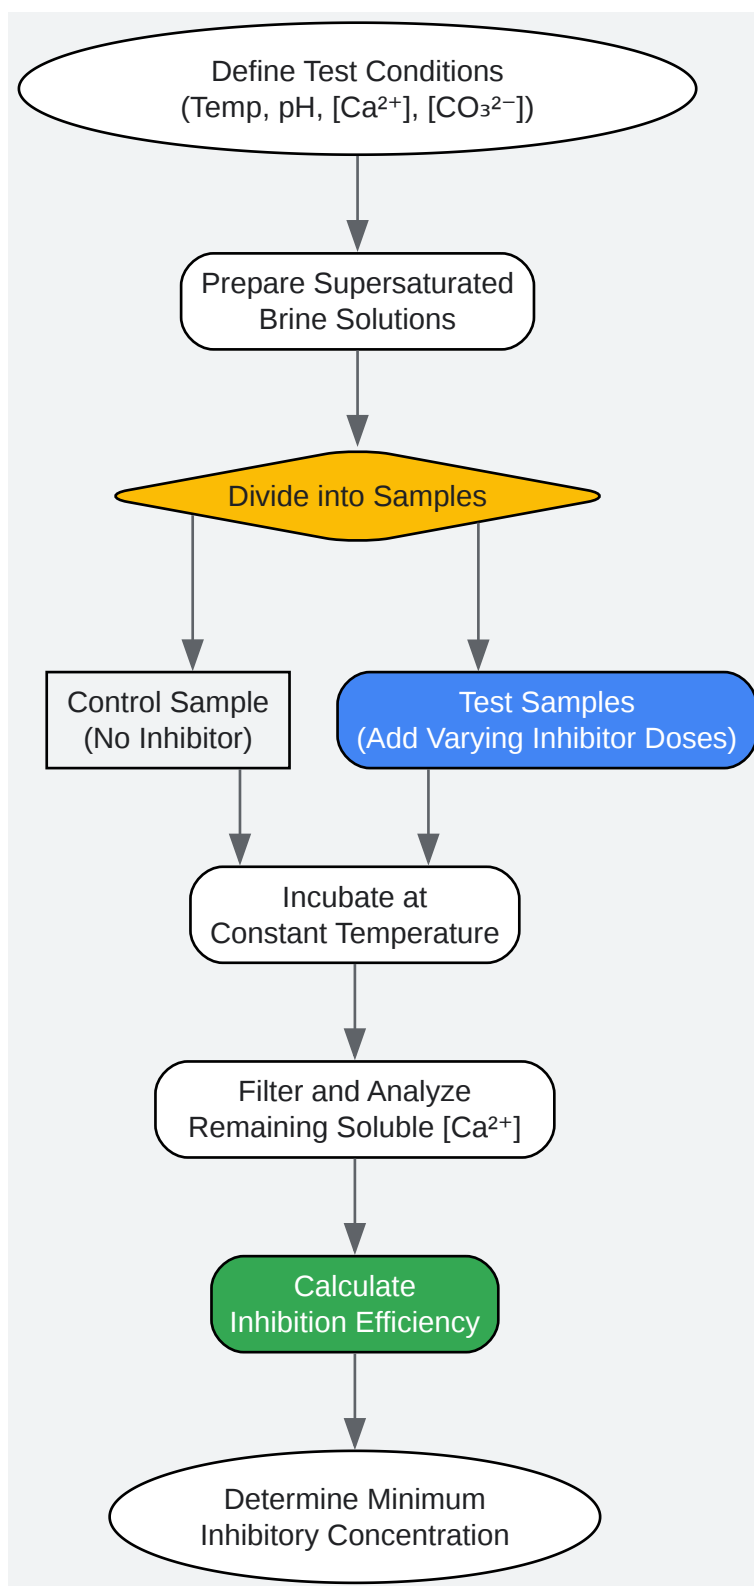 Define Test Conditions
(Temp, pH, [Ca²⁺], [CO₃²⁻])
Prepare Supersaturated
Brine Solutions
Divide into Samples
Control Sample
(No Inhibitor)
Test Samples
(Add Varying Inhibitor Doses)
Incubate at
Constant Temperature
Filter and Analyze
Remaining Soluble [Ca²⁺]
Calculate
Inhibition Efficiency
Determine Minimum
Inhibitory Concentration